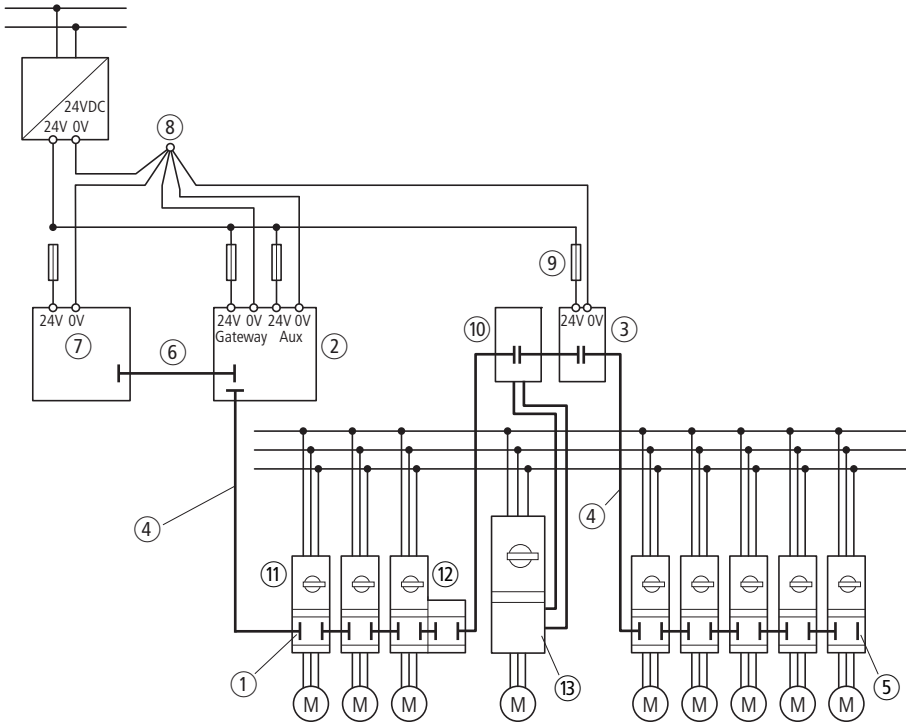 24VDC
24V 0V
⑧
⑨
24V 0V
24V 0V 24V 0V
Gateway Aux
24V 0V
⑦
⑥
②
⑩
③
④
④
⑪
⑫
①
⑬
⑤
M
M
M
M
M
M
M
M
M